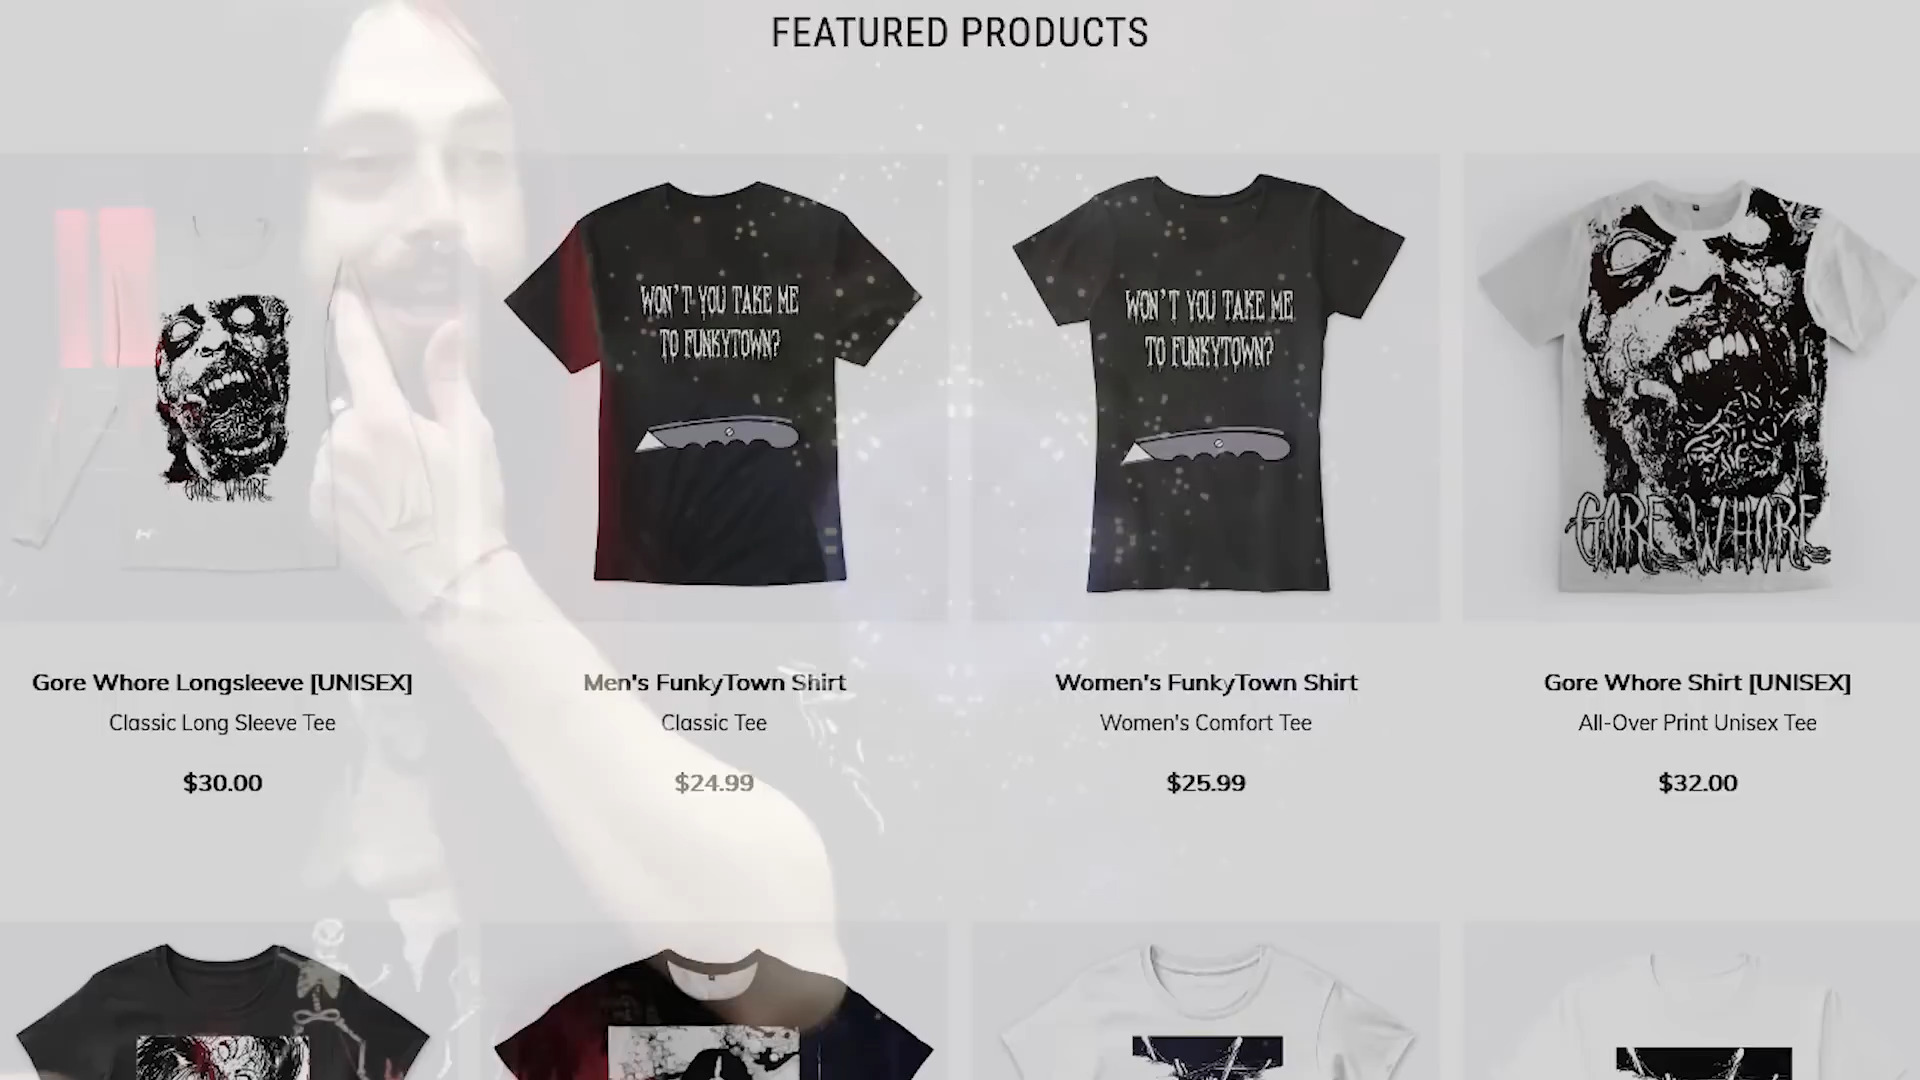 FEATURED PRODUCTS
GORE WHORE
WON'T YOU TAKE ME
TO FUNKYTOWN?
WON'T YOU TAKE ME
TO FUNKYTOWN?
GORE WHORE
Gore Whore Longsleeve [UNISEX]
Classic Long Sleeve Tee
$30.00
Men's FunkyTown Shirt
Classic Tee
$24.99
Women's FunkyTown Shirt
Women's Comfort Tee
$25.99
Gore Whore Shirt [UNISEX]
All-Over Print Unisex Tee
$32.00